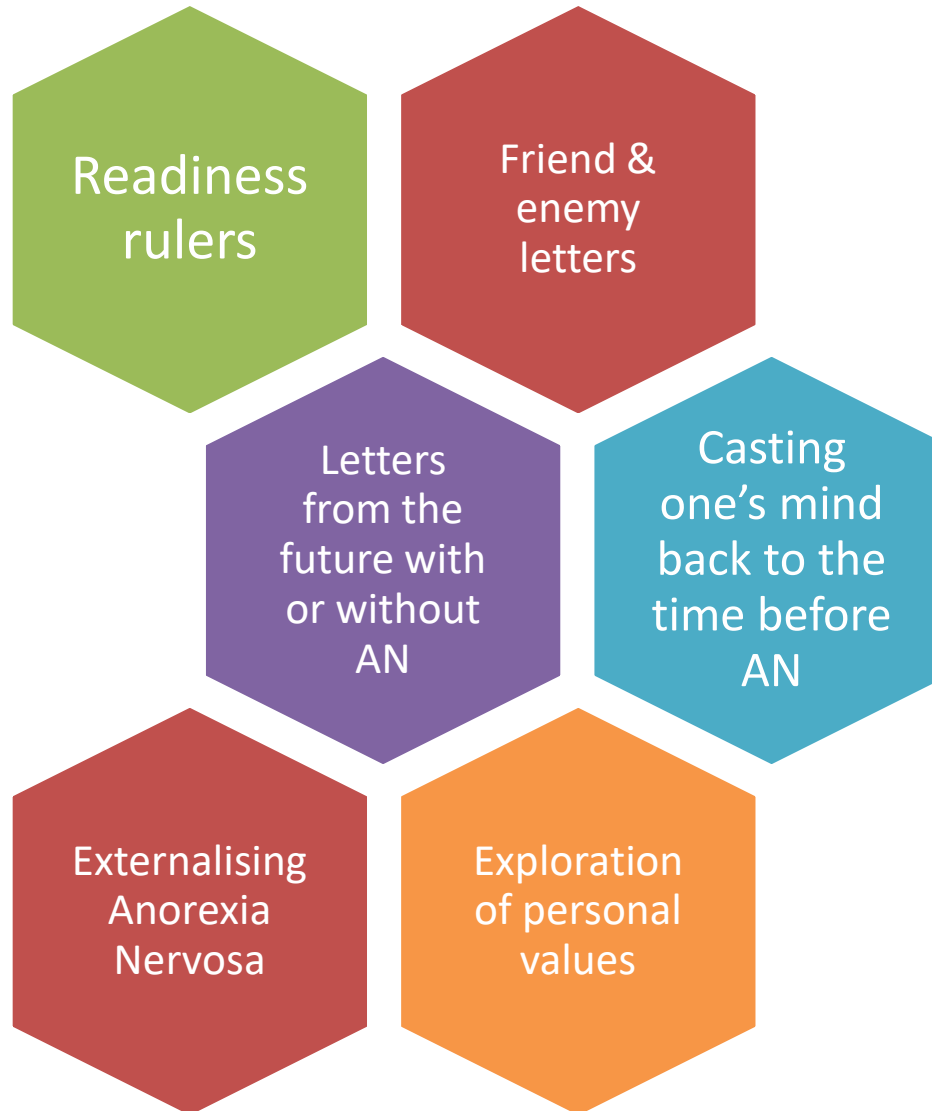 Readiness
rulers
Friend &
enemy
letters
Letters
from the
future with
or without
AN
Casting
one’s mind
back to the
time before
AN
Externalising
Anorexia
Nervosa
Exploration
of personal
values